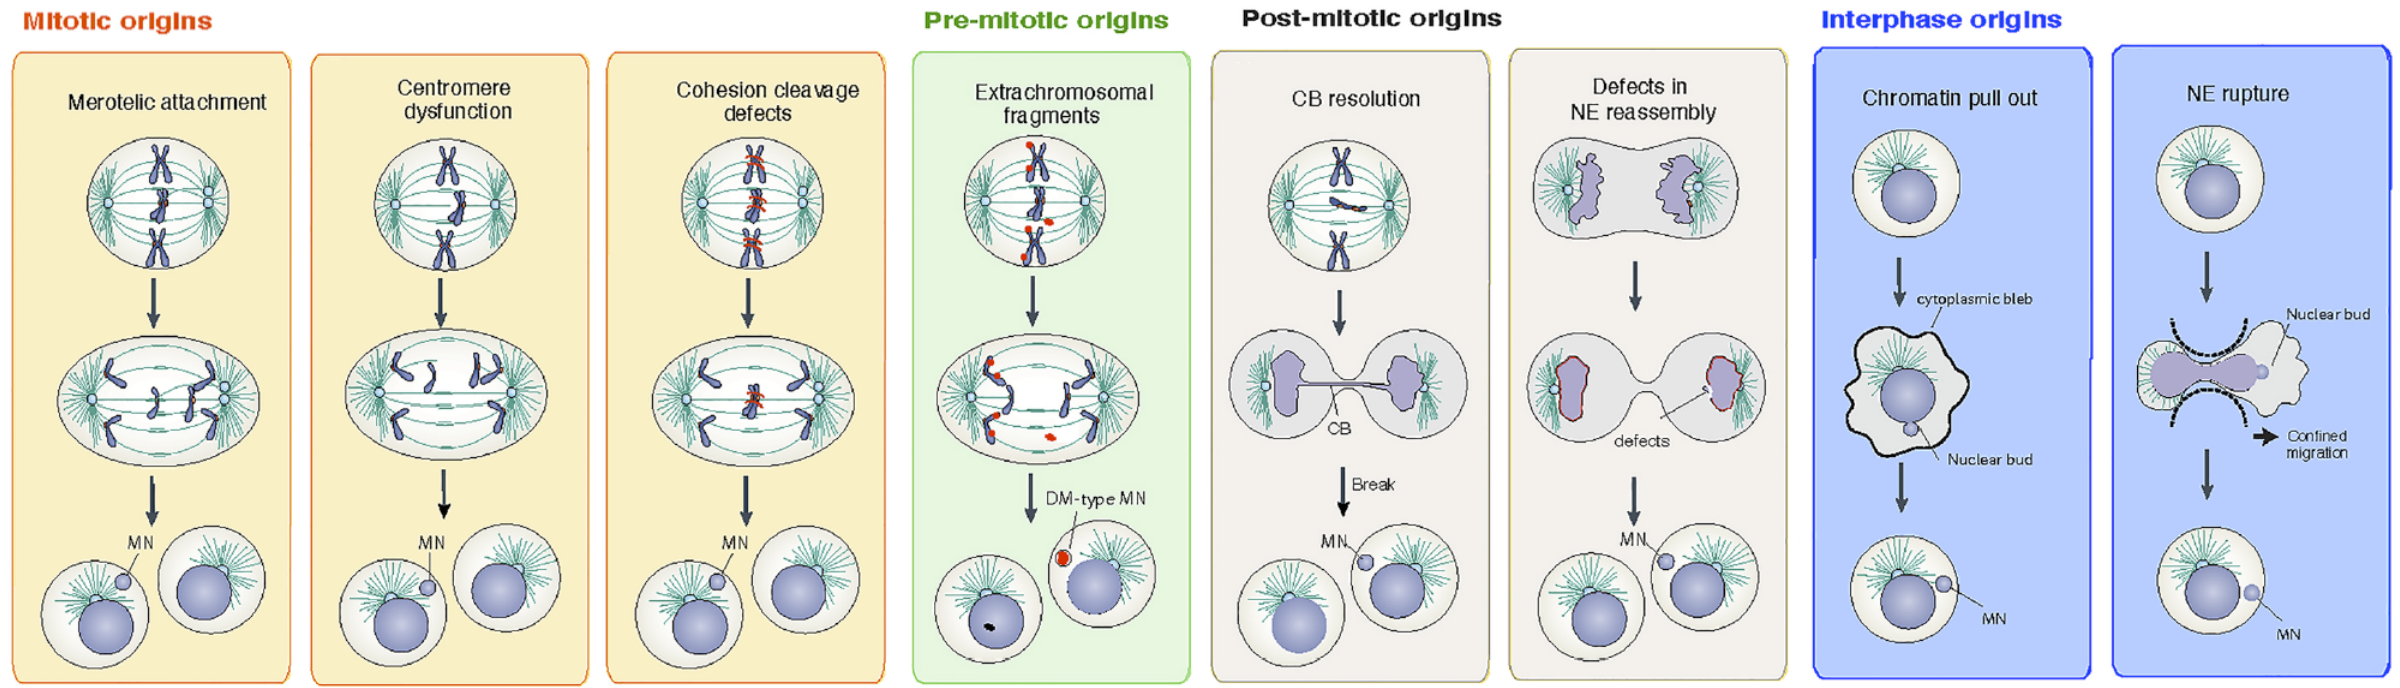 Mitotic origins
Pre-mitotic origins
Post-mitotic origins
Interphase origins
Merotelic attachment
Centromere
dysfunction
Cohesion cleavage
defects
Extrachromosomal
fragments
CB resolution
Defects in
NE reassembly
Chromatin pull out
NE rupture
MN
MN
MN
DM-type MN
CB
Break
MN
defects
MN
cytoplasmic bleb
Nuclear bud
MN
Nuclear bud
Confined
migration
MN